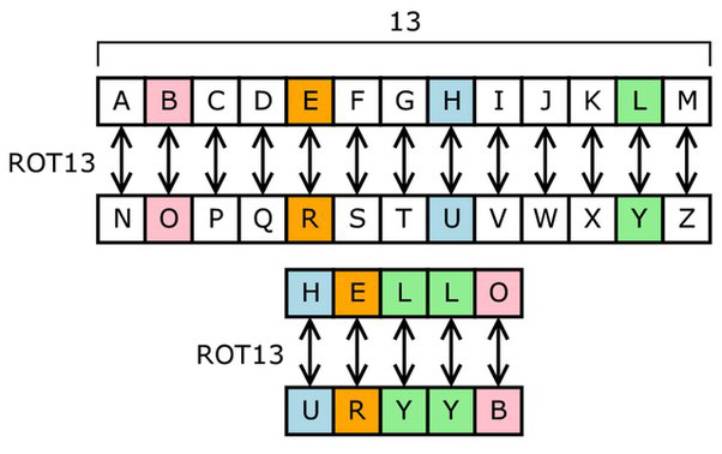 13
A B C D E F G H I J K L M
ROT13
N O P Q R S T U V W X Y Z
H E L L O
ROT13
U R Y Y B